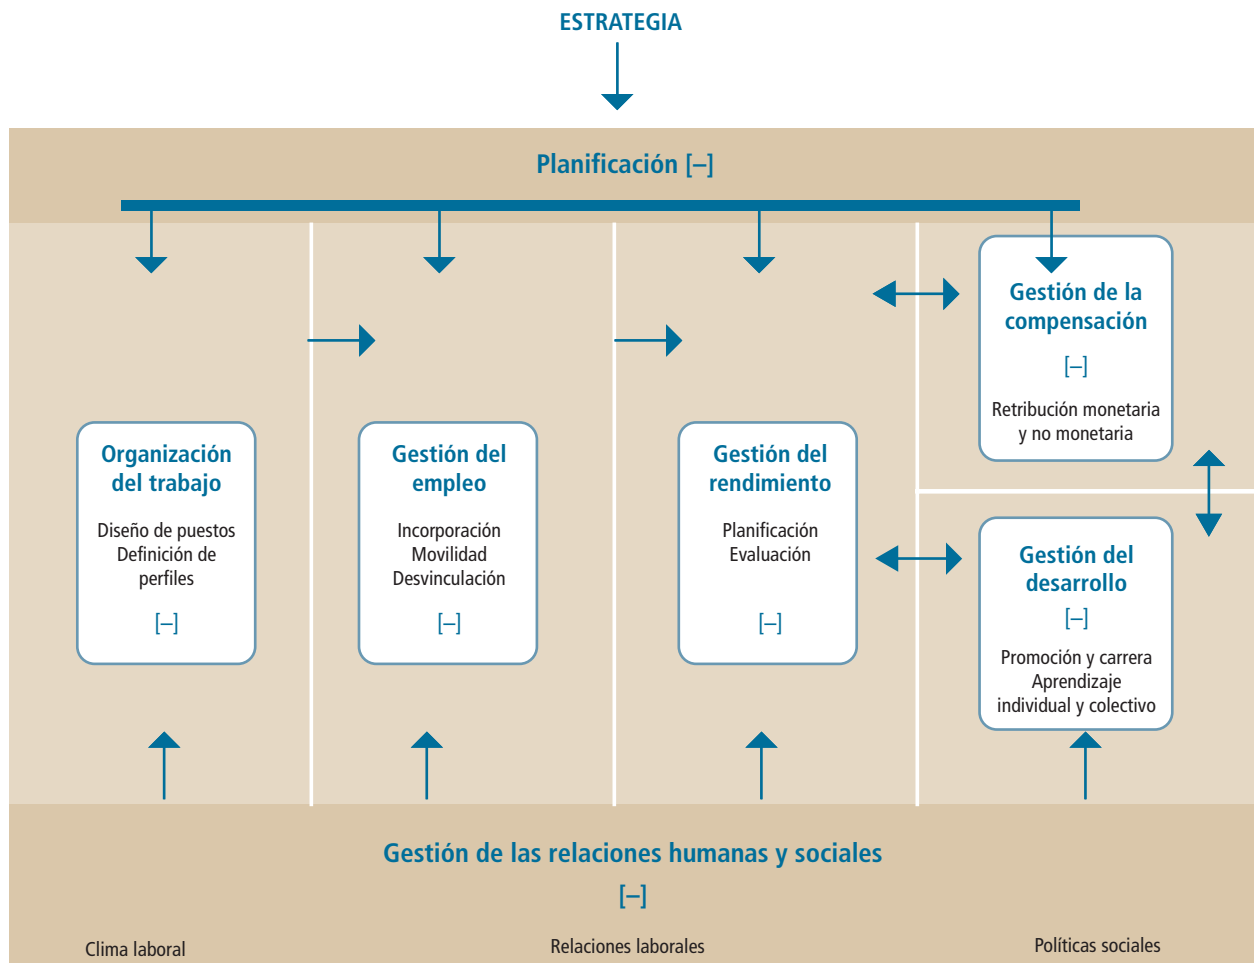 ESTRATEGIA
Planificación [–]
Organización
del trabajo
Diseño de puestos
Definición de
perfiles
[–]
Gestión del
empleo
Incorporación
Movilidad
Desvinculación
[–]
Gestión del
rendimiento
Planificación
Evaluación
[–]
Gestión de la
compensación
[–]
Retribución monetaria
y no monetaria
Gestión del
desarrollo
[–]
Promoción y carrera
Aprendizaje
individual y colectivo
Gestión de las relaciones humanas y sociales
[–]
Clima laboral
Relaciones laborales
Políticas sociales